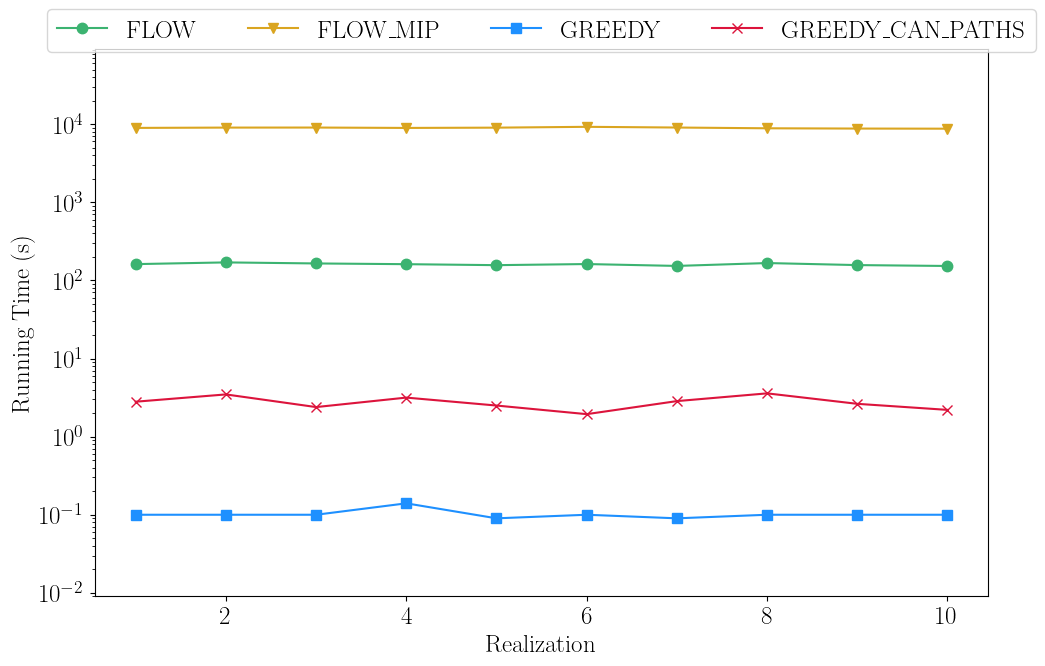 FLOW FLOW_MIP GREEDY GREEDY_CAN_PATHS
10^4
10^3
10^2
10^1
10^0
10^−1
10^−2
Running Time (s)
2 4 6 8 10
Realization